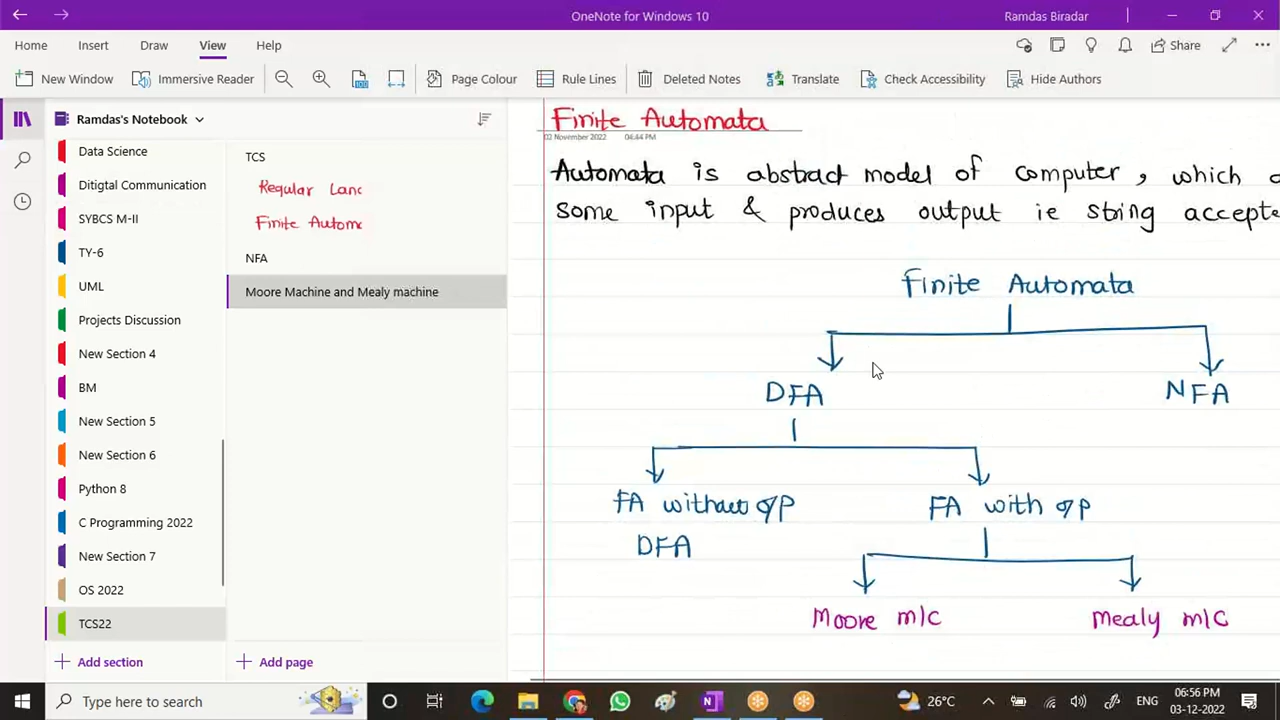 OneNote for Windows 10
Ramdas Biradar
Home Insert Draw View Help
Share
New Window Immersive Reader Page Colour Rule Lines Deleted Notes Translate Check Accessibility Hide Authors
Ramdas's Notebook
Data Science
Ditigtal Communication
SYBCS M-II
TY-6
UML
Projects Discussion
New Section 4
BM
New Section 5
New Section 6
Python 8
C Programming 2022
New Section 7
OS 2022
TCS22
Add section
TCS
Regular Lanc
Finite Autom
NFA
Moore Machine and Mealy machine
Add page
Finite Automata
02 November 2022 04:44 PM
Automata is abstract model of computer, which
some input & produces output ie string accepte
Finite Automata
DFA NFA
FA without o/p FA with o/p
DFA
Moore m/c Mealy m/c
Type here to search
26°C
ENG
06:56 PM
03-12-2022